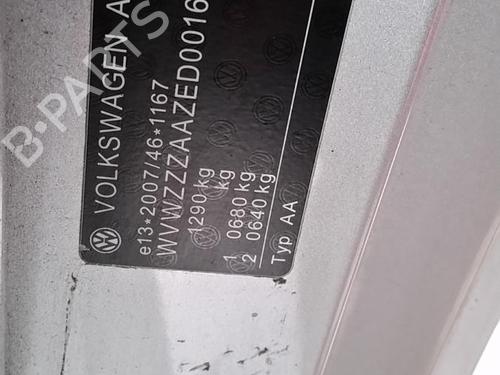 VOLKSWAGEN A
e13*2007/46*1167
WVWZZZAAZED0016
1290 kg
kg
1 0680 kg
2 0640 kg
Typ AA
B-PARTS